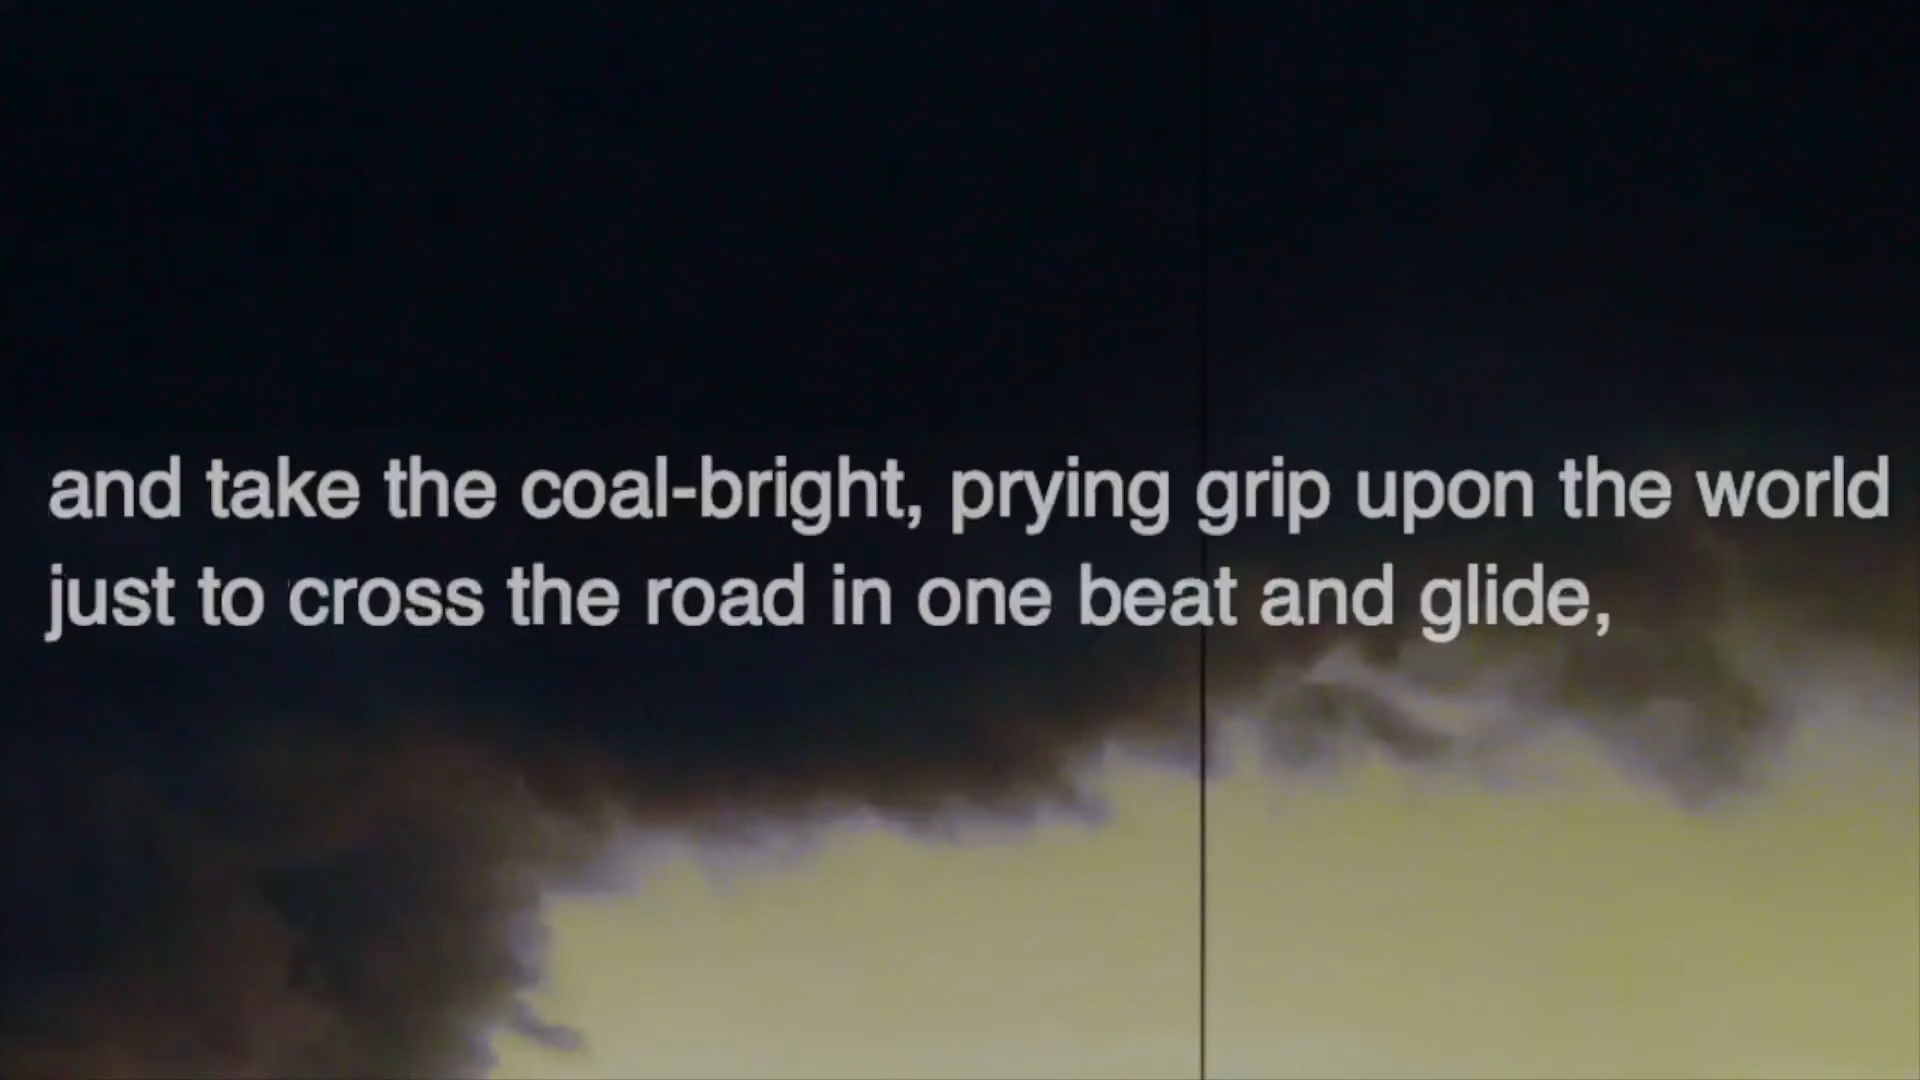 and take the coal-bright, prying grip upon the world
just to cross the road in one beat and glide,